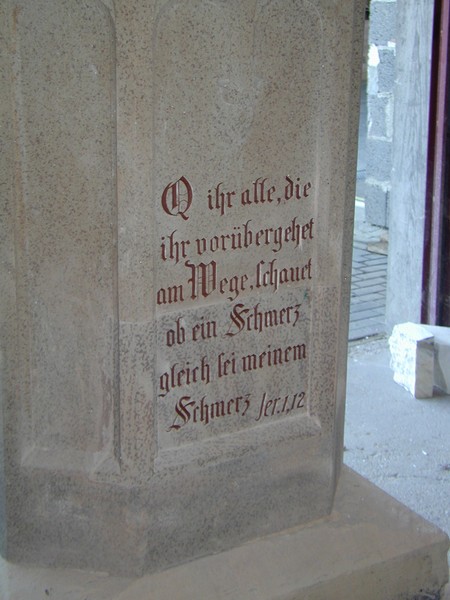 O ihr alle, die
ihr vorübergehet
am Wege, schauet
ob ein Schmerz
gleich sei meinem
Schmerz Jer.1,12